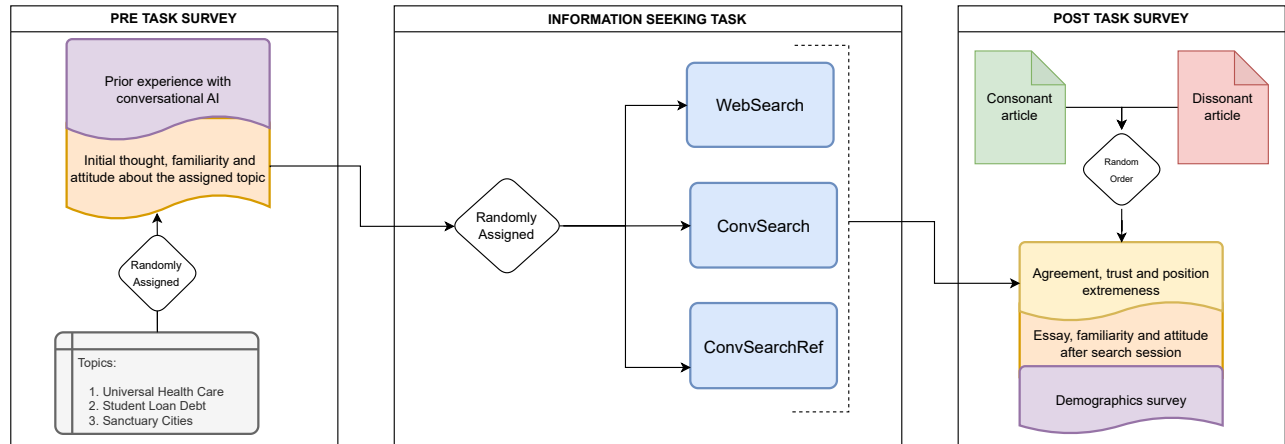 PRE TASK SURVEY
Prior experience with
conversational AI
Initial thought, familiarity and
attitude about the assigned topic
Randomly
Assigned
Topics:
1. Universal Health Care
2. Student Loan Debt
3. Sanctuary Cities
INFORMATION SEEKING TASK
Randomly
Assigned
WebSearch
ConvSearch
ConvSearchRef
POST TASK SURVEY
Consonant
article
Dissonant
article
Random
Order
Agreement, trust and position
extremeness
Essay, familiarity and attitude
after search session
Demographics survey